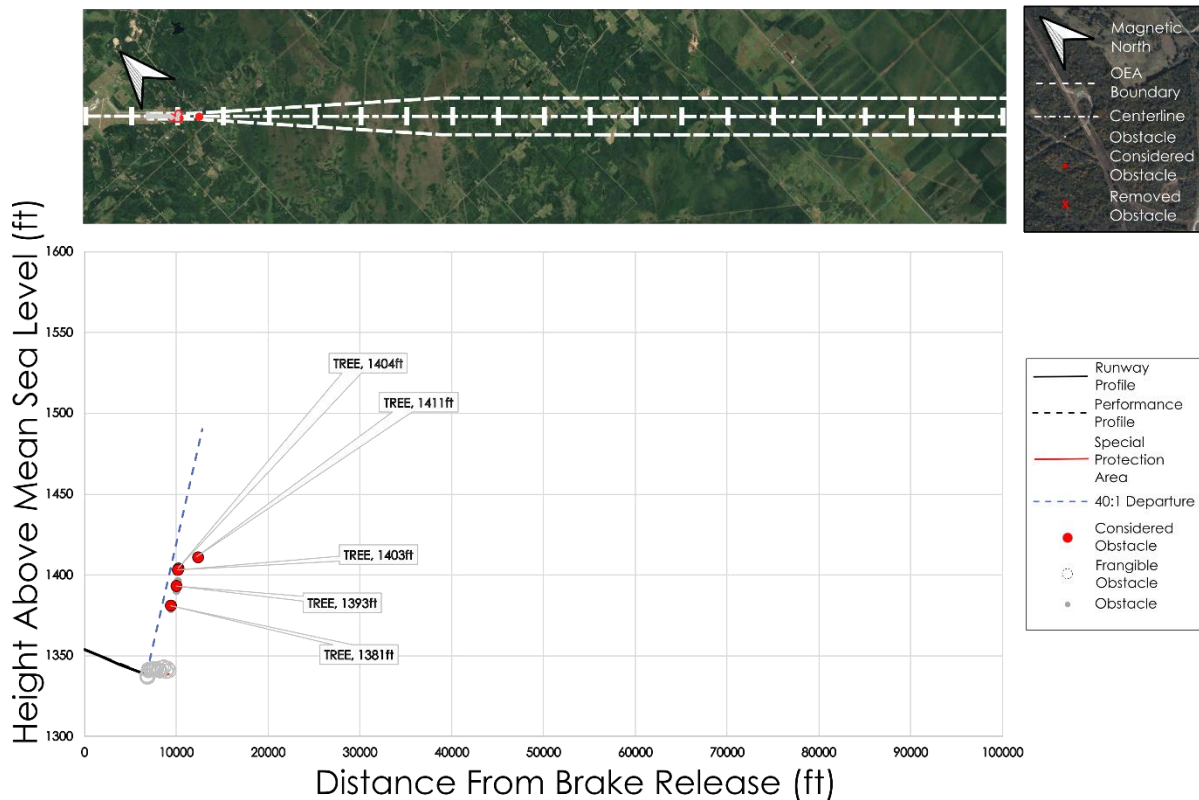 Magnetic
North
OEA
Boundary
Centerline
Obstacle
Considered
Obstacle
Removed
Obstacle
Height Above Mean Sea Level (ft)
1600
1550
1500
1450
1400
1350
1300
TREE, 1404ft
TREE, 1411ft
TREE, 1403ft
TREE, 1393ft
TREE, 1381ft
0 10000 20000 30000 40000 50000 60000 70000 80000 90000 100000
Distance From Brake Release (ft)
Runway
Profile
Performance
Profile
Special
Protection
Area
40:1 Departure
Considered
Obstacle
Frangible
Obstacle
Obstacle